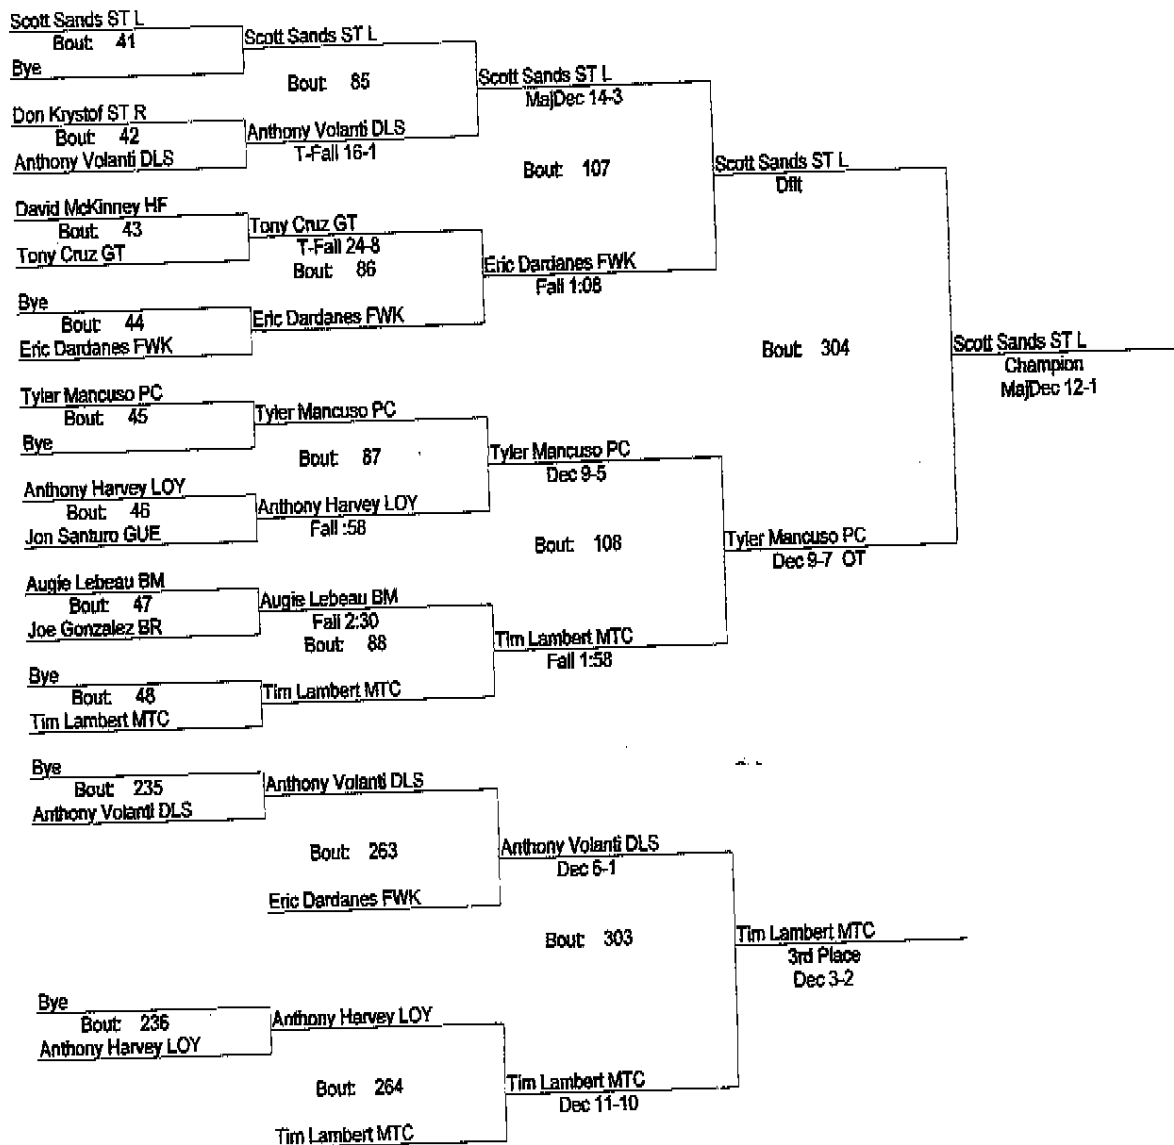 Scott Sands ST L
Bout: 41
Bye
Scott Sands ST L
Bout: 85
Don Krystof ST R
Bout: 42
Anthony Volanti DLS
Anthony Volanti DLS
T-Fall 16-1
Scott Sands ST L
MajDec 14-3
Bout: 107
David McKinney HF
Bout: 43
Tony Cruz GT
Tony Cruz GT
T-Fall 24-8
Bout: 86
Bye
Bout: 44
Eric Dardanes FWK
Eric Dardanes FWK
Eric Dardanes FWK
Fall 1:08
Scott Sands ST L
Dflt
Bout: 304
Scott Sands ST L
Champion
MajDec 12-1
Tyler Mancuso PC
Bout: 45
Bye
Tyler Mancuso PC
Bout: 87
Anthony Harvey LOY
Bout: 46
Jon Santuro GUE
Anthony Harvey LOY
Fall :58
Tyler Mancuso PC
Dec 9-5
Bout: 108
Tyler Mancuso PC
Dec 9-7 OT
Augie Lebeau BM
Bout: 47
Joe Gonzalez BR
Augie Lebeau BM
Fall 2:30
Bout: 88
Bye
Bout: 48
Tim Lambert MTC
Tim Lambert MTC
Tim Lambert MTC
Fall 1:58
Bye
Bout: 235
Anthony Volanti DLS
Anthony Volanti DLS
Bout: 263
Eric Dardanes FWK
Anthony Volanti DLS
Dec 6-1
Bout: 303
Tim Lambert MTC
3rd Place
Dec 3-2
Bye
Bout: 236
Anthony Harvey LOY
Anthony Harvey LOY
Bout: 264
Tim Lambert MTC
Tim Lambert MTC
Dec 11-10